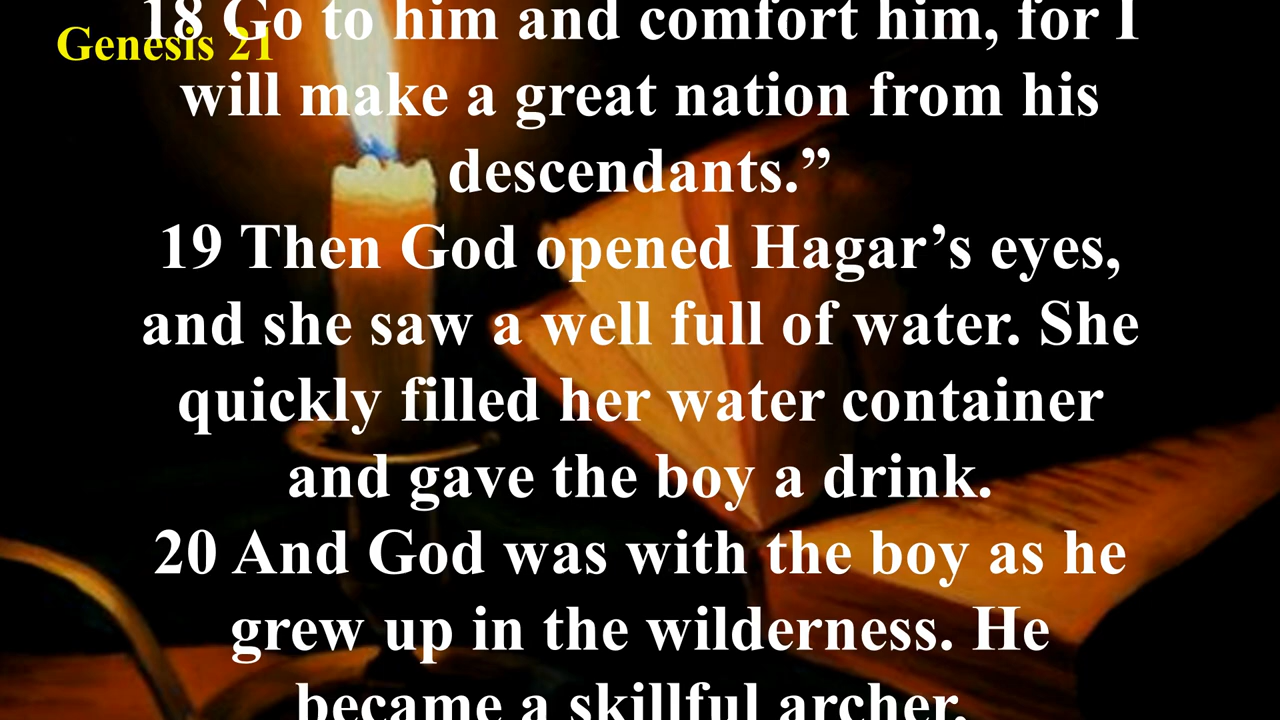 Genesis 21
18 Go to him and comfort him, for I
will make a great nation from his
descendants.”
19 Then God opened Hagar’s eyes,
and she saw a well full of water. She
quickly filled her water container
and gave the boy a drink.
20 And God was with the boy as he
grew up in the wilderness. He
became a skillful archer,